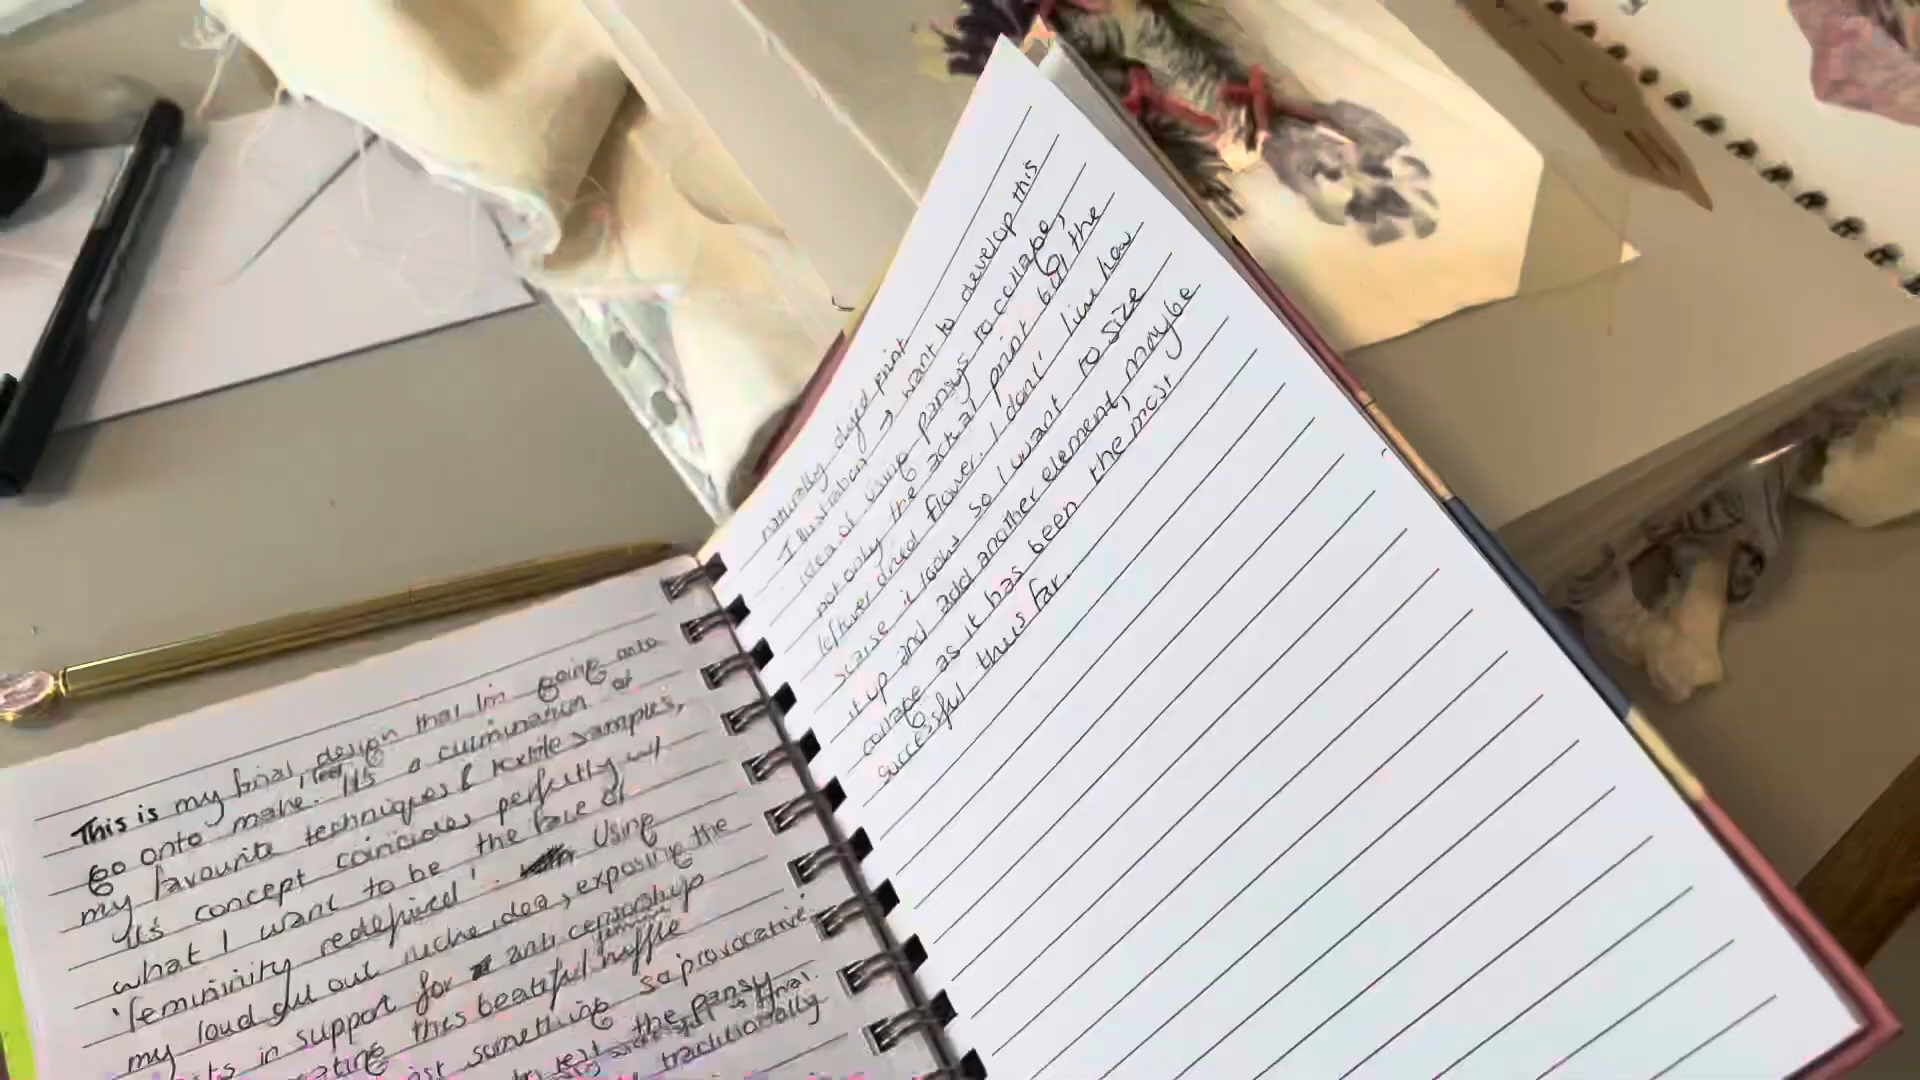 This is my final, design that I'm going onto
go onto make. It's a culmination of
my favourite techniques & textile samples,
it's concept coincides perfectly w/
what I want to be the face of
'femininity redefined'. Using
my loud out niche idea, exposing the
in support for anti censorship
this beatiful
something so provocative.
the pansy
traditionally
naturally dyed print
Illustration → want to develop this
idea of using pansys to collage,
not only the actual print but the
leftover dried flower. I don't like how
scarse it looks so I want to size
it up and add another element, maybe
collage as it has been the most
successful thus far.